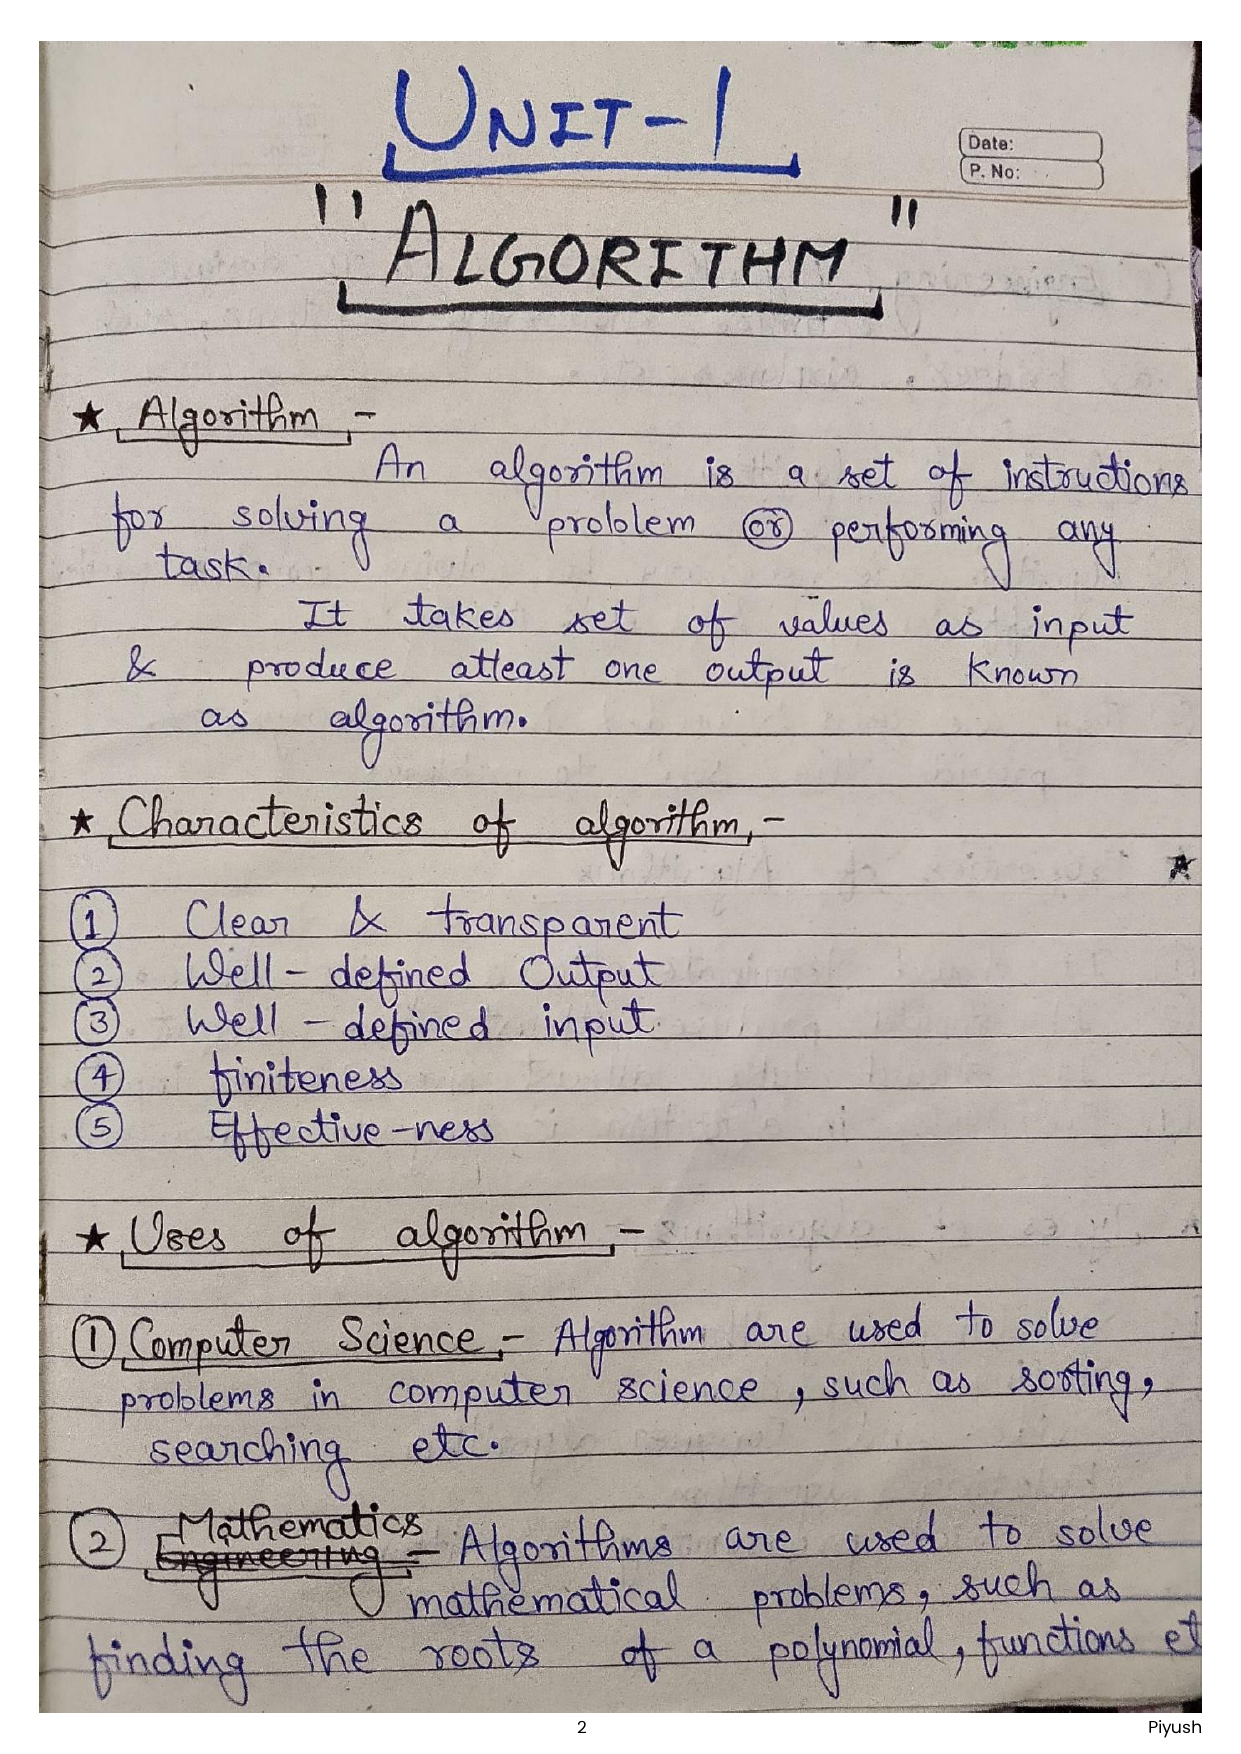 UNIT-1
Date:
P. No:
"ALGORITHM"
★ Algorithm -
An algorithm is a set of instructions
for solving a problem or performing any
task.
It takes set of values as input
& produce atleast one output is known
as algorithm.
★ Characteristics of algorithm -
1 Clear & transparent
2 Well-defined Output
3 Well-defined input
4 finiteness
5 Effective-ness
★ Uses of algorithm -
1 Computer Science - Algorithm are used to solve
problems in computer science, such as sorting,
searching etc.
2 Mathematics
Engineering - Algorithms are used to solve
mathematical problems, such as
finding the roots of a polynomial, functions et
2
Piyush